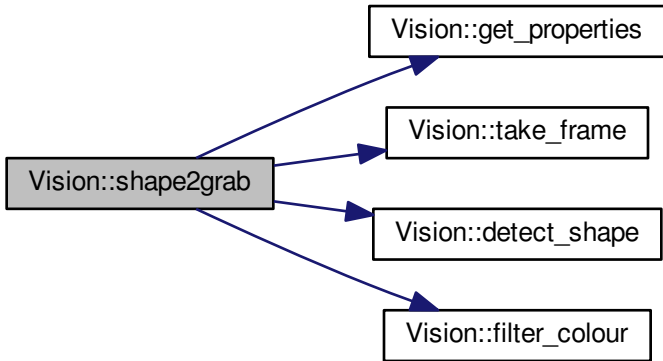 Vision::get_properties
Vision::take_frame
Vision::shape2grab
Vision::detect_shape
Vision::filter_colour